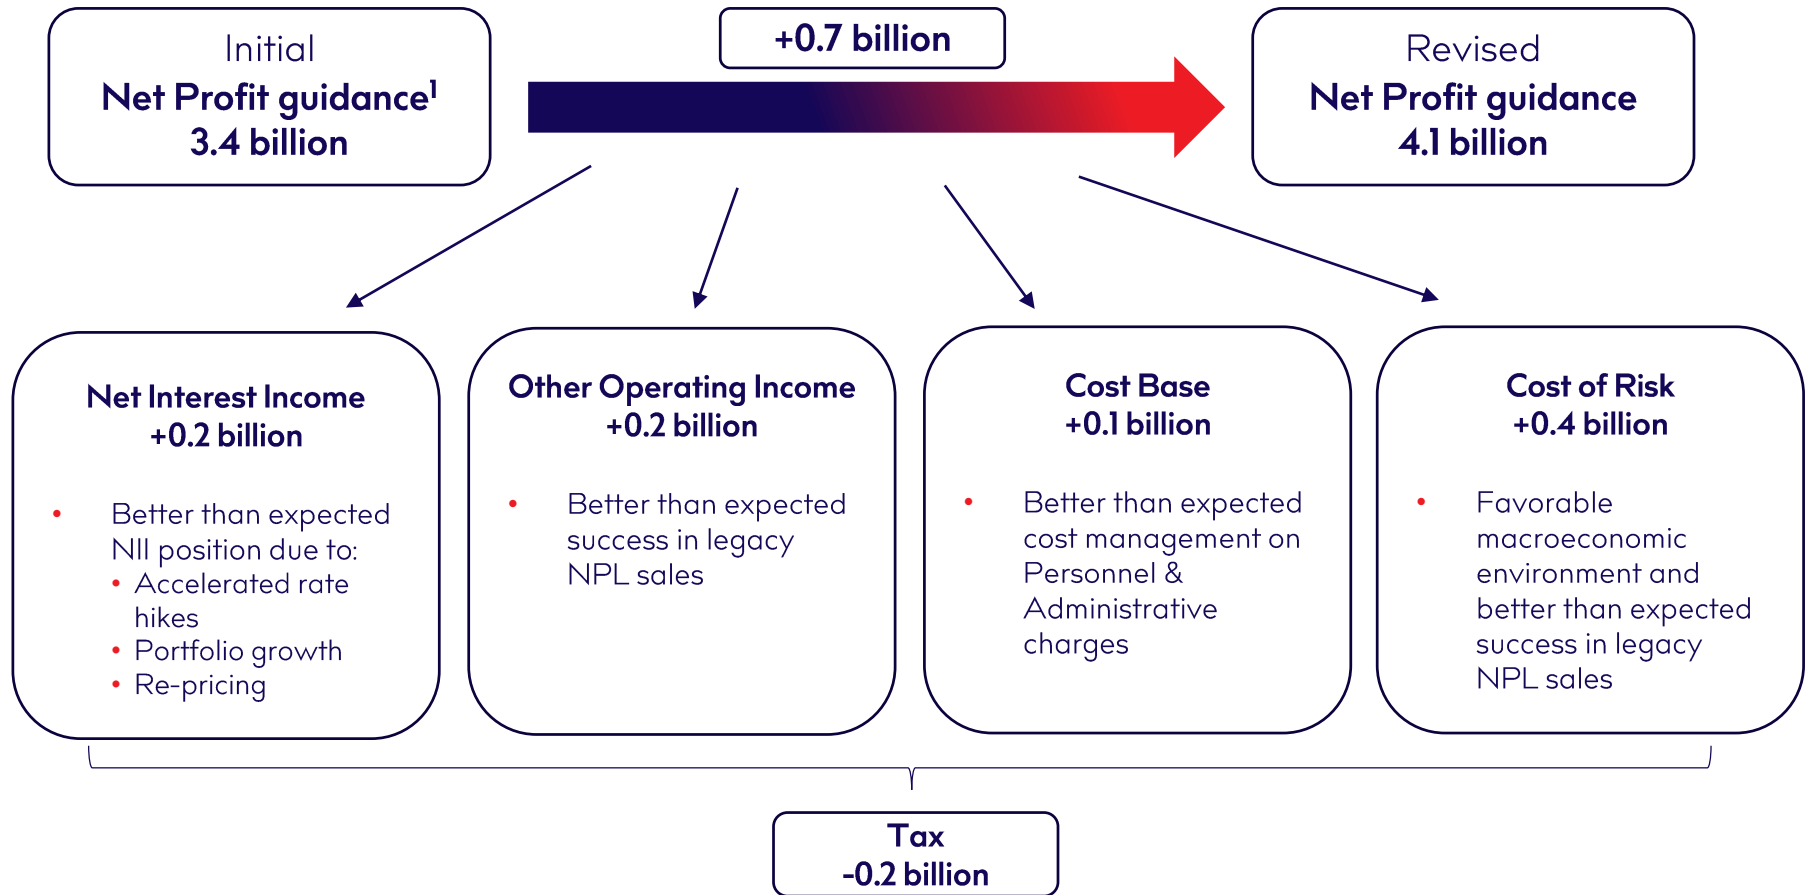 Initial
Net Profit guidance¹
3.4 billion
+0.7 billion
Revised
Net Profit guidance
4.1 billion
Net Interest Income
+0.2 billion
• Better than expected
NII position due to:
• Accelerated rate
hikes
• Portfolio growth
• Re-pricing
Other Operating Income
+0.2 billion
• Better than expected
success in legacy
NPL sales
Cost Base
+0.1 billion
• Better than expected
cost management on
Personnel &
Administrative
charges
Cost of Risk
+0.4 billion
• Favorable
macroeconomic
environment and
better than expected
success in legacy
NPL sales
Tax
-0.2 billion